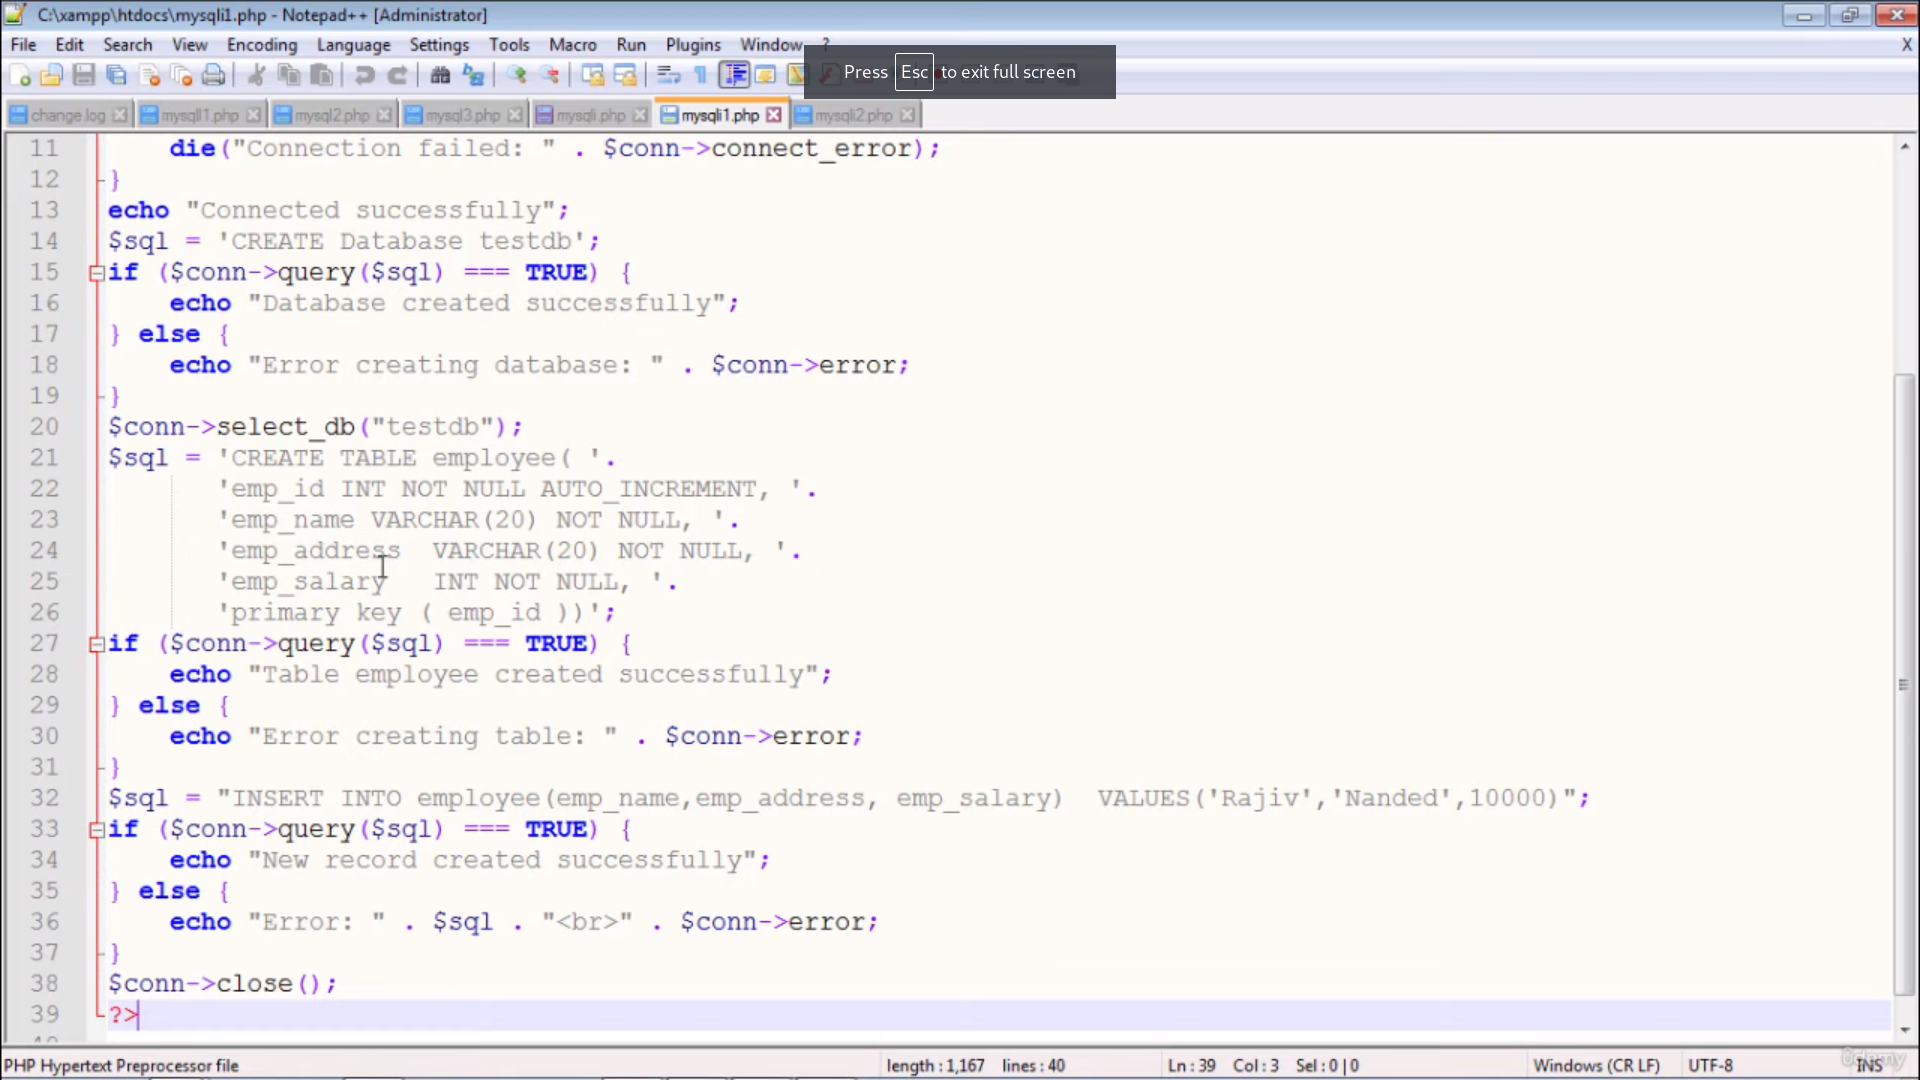 C:\xampp\htdocs\mysqli1.php - Notepad++ [Administrator]
File Edit Search View Encoding Language Settings Tools Macro Run Plugins Window ? X
Press Esc to exit full screen
change.log mysqll1.php mysql2.php mysql3.php mysqli.php mysqli1.php mysqli2.php
11 die("Connection failed: " . $conn->connect_error);
12 }
13 echo "Connected successfully";
14 $sql = 'CREATE Database testdb';
15 if ($conn->query($sql) === TRUE) {
16 echo "Database created successfully";
17 } else {
18 echo "Error creating database: " . $conn->error;
19 }
20 $conn->select_db("testdb");
21 $sql = 'CREATE TABLE employee( '.
22 'emp_id INT NOT NULL AUTO_INCREMENT, '.
23 'emp_name VARCHAR(20) NOT NULL, '.
24 'emp_address  VARCHAR(20) NOT NULL, '.
25 'emp_salary   INT NOT NULL, '.
26 'primary key ( emp_id ))';
27 if ($conn->query($sql) === TRUE) {
28 echo "Table employee created successfully";
29 } else {
30 echo "Error creating table: " . $conn->error;
31 }
32 $sql = "INSERT INTO employee(emp_name,emp_address, emp_salary)  VALUES('Rajiv','Nanded',10000)";
33 if ($conn->query($sql) === TRUE) {
34 echo "New record created successfully";
35 } else {
36 echo "Error: " . $sql . "<br>" . $conn->error;
37 }
38 $conn->close();
39 ?>
PHP Hypertext Preprocessor file length : 1,167 lines : 40 Ln : 39 Col : 3 Sel : 0 | 0 Windows (CR LF) UTF-8 INS